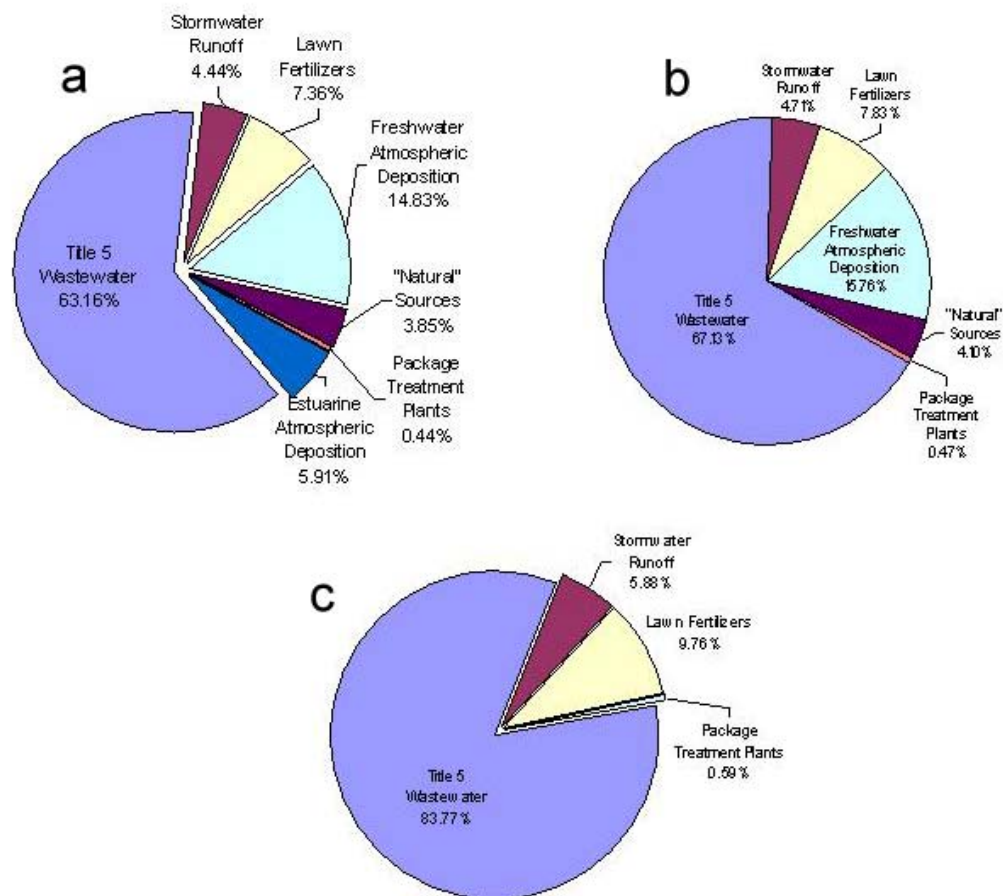 a
Stormwater
Runoff
4.44%
Lawn
Fertilizers
7.36%
Freshwater
Atmospheric
Deposition
14.83%
"Natural"
Sources
3.85%
Package
Treatment
Plants
0.44%
Estuarine
Atmospheric
Deposition
5.91%
Title 5
Wastewater
63.16%
b
Stormwater
Runoff
4.71%
Lawn
Fertilizers
7.83%
Freshwater
Atmospheric
Deposition
15.76%
"Natural"
Sources
4.10%
Package
Treatment
Plants
0.47%
Title 5
Wastewater
67.13%
c
Stormwater
Runoff
5.88%
Lawn Fertilizers
9.76%
Package
Treatment Plants
0.59%
Title 5
Wastewater
83.77%